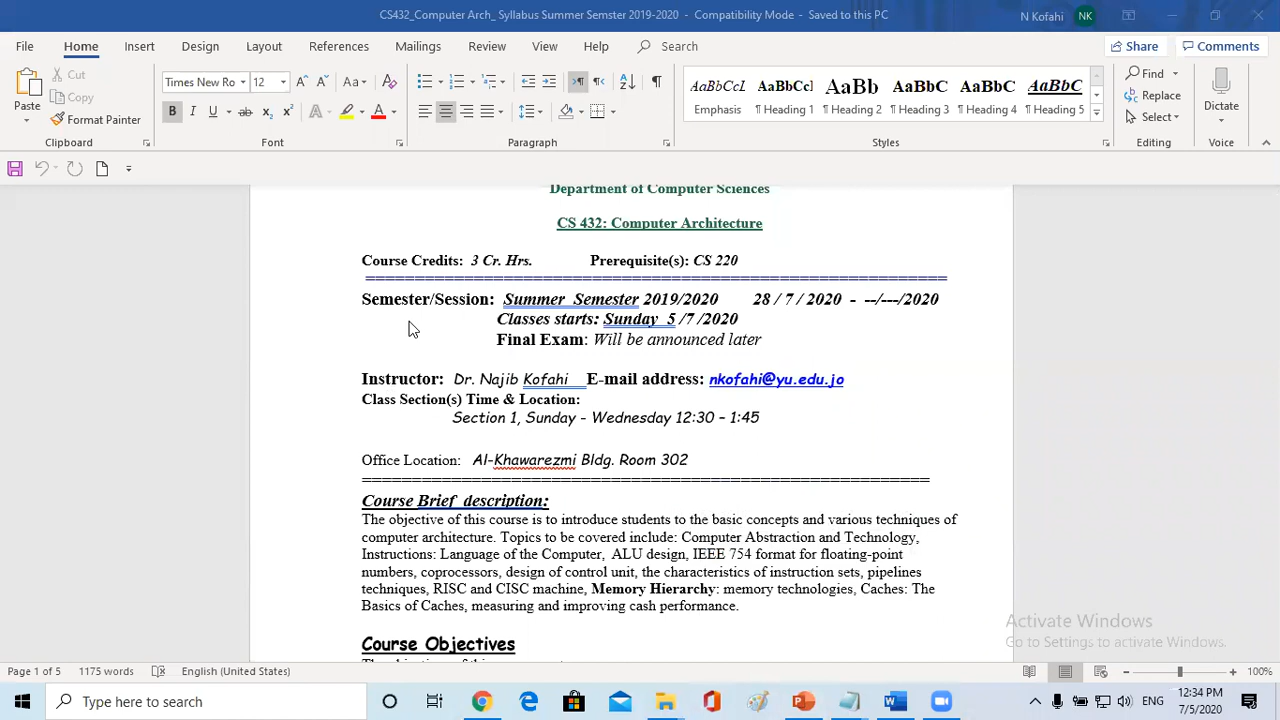 CS432_Computer Arch_ Syllabus Summer Semster 2019-2020 - Compatibility Mode - Saved to this PC
N Kofahi NK
File Home Insert Design Layout References Mailings Review View Help Search Share Comments
Paste Cut Copy Format Painter
Times New Ro 12
Emphasis Heading 1 Heading 2 Heading 3 Heading 4 Heading 5
Find Replace Select Dictate
Clipboard Font Paragraph Styles Editing Voice
Department of Computer Sciences
CS 432: Computer Architecture
Course Credits: 3 Cr. Hrs. Prerequisite(s): CS 220
Semester/Session: Summer Semester 2019/2020 28 / 7 / 2020 - --/---/2020
Classes starts: Sunday 5 /7 /2020
Final Exam: Will be announced later
Instructor: Dr. Najib Kofahi E-mail address: nkofahi@yu.edu.jo
Class Section(s) Time & Location:
Section 1, Sunday - Wednesday 12:30 – 1:45
Office Location: Al-Khawarezmi Bldg. Room 302
Course Brief description:
The objective of this course is to introduce students to the basic concepts and various techniques of
computer architecture. Topics to be covered include: Computer Abstraction and Technology,
Instructions: Language of the Computer, ALU design, IEEE 754 format for floating-point
numbers, coprocessors, design of control unit, the characteristics of instruction sets, pipelines
techniques, RISC and CISC machine, Memory Hierarchy: memory technologies, Caches: The
Basics of Caches, measuring and improving cash performance.
Course Objectives
Activate Windows
Go to Settings to activate Windows.
Page 1 of 5 1175 words English (United States) 100%
Type here to search
ENG 12:34 PM
7/5/2020